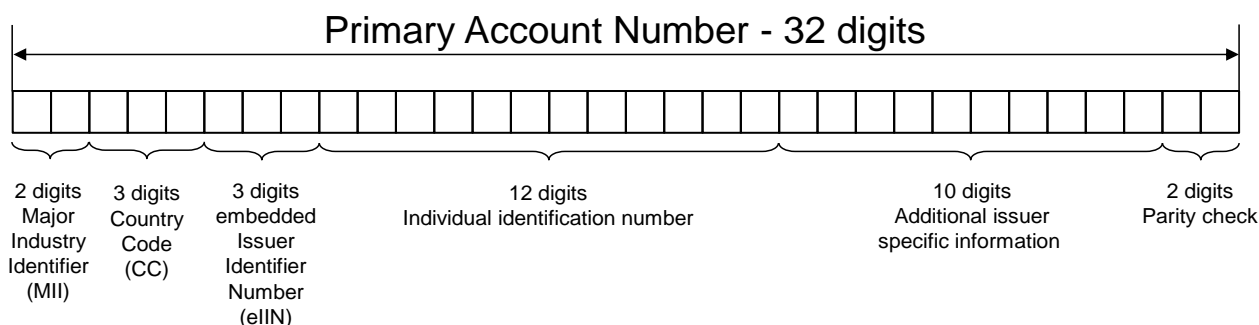 Primary Account Number - 32 digits
2 digits
Major
Industry
Identifier
(MII)
3 digits
Country
Code
(CC)
3 digits
embedded
Issuer
Identifier
Number
(eIIN)
12 digits
Individual identification number
10 digits
Additional issuer
specific information
2 digits
Parity check